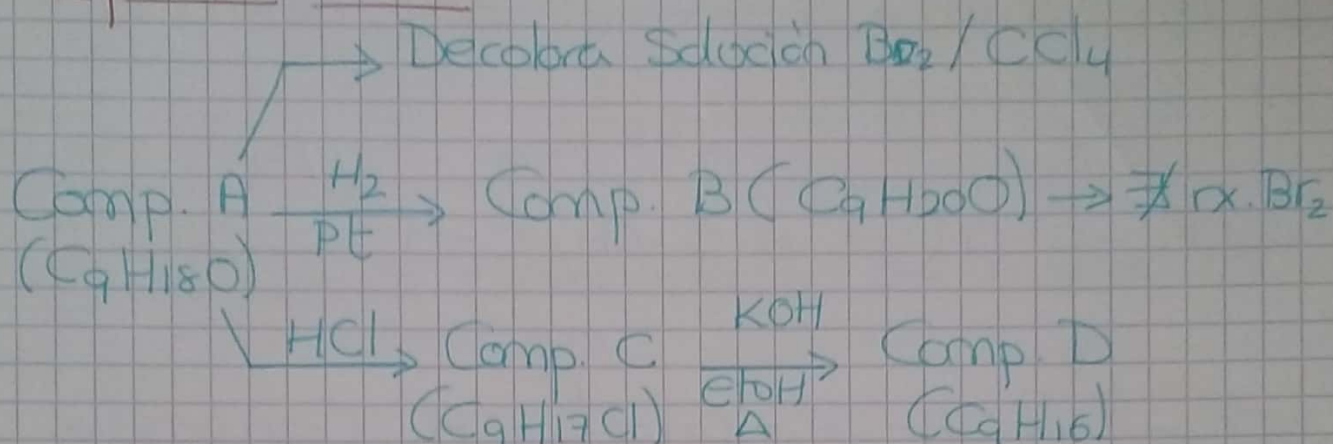 Decolora Solución Br2 / CCl4
Comp. A H2 Pt Comp. B (C9H20O) → ∄ rx. Br2
(C9H18O)
HCl Comp. C KOH EtOH Δ Comp. D
(C9H17Cl) (C9H16)